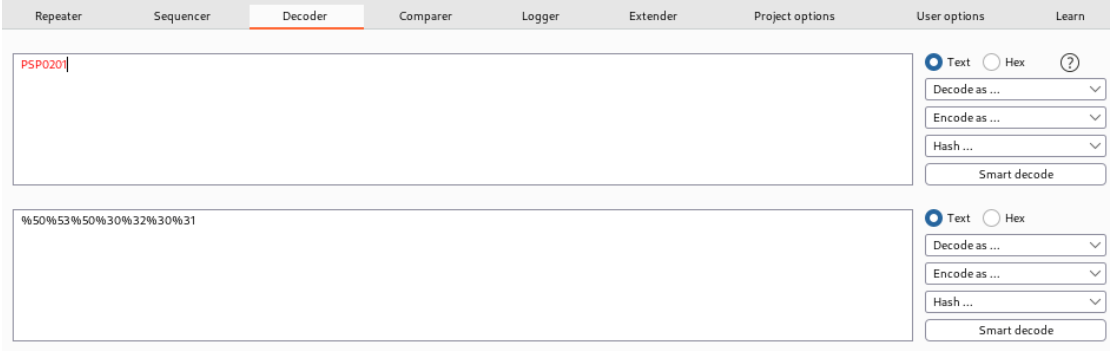 Repeater Sequencer Decoder Comparer Logger Extender Project options User options Learn
PSP0201
Text Hex ?
Decode as ...
Encode as ...
Hash ...
Smart decode
%50%53%50%30%32%30%31
Text Hex
Decode as ...
Encode as ...
Hash ...
Smart decode